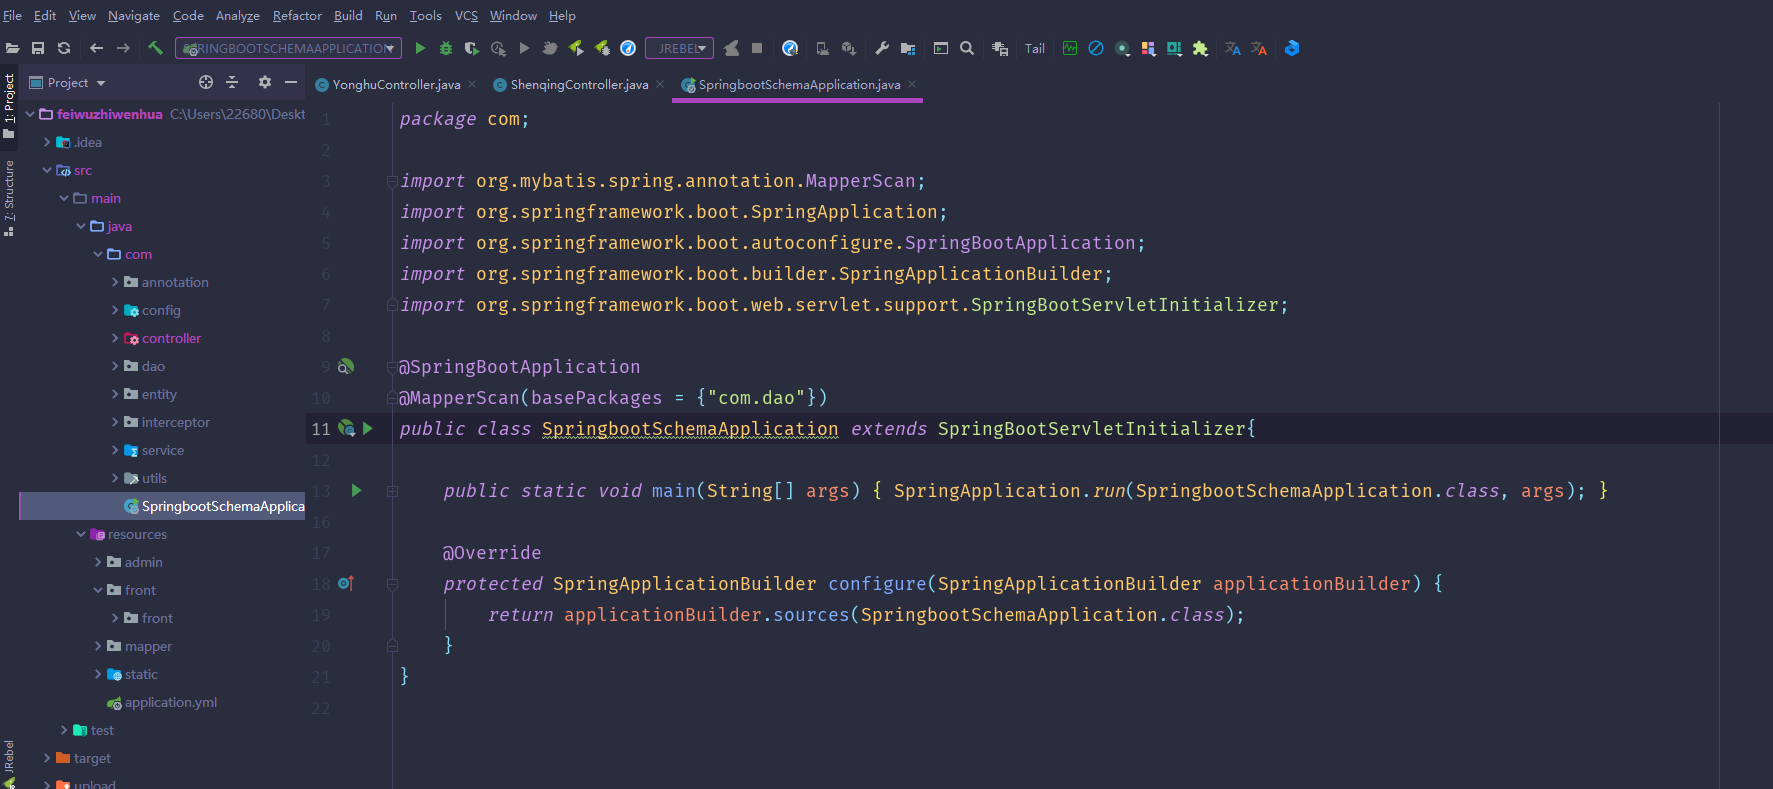 File Edit View Navigate Code Analyze Refactor Build Run Tools VCS Window Help
SPRINGBOOTSCHEMAAPPLICATION JREBEL Tail
Project
YonghuController.java ShenqingController.java SpringbootSchemaApplication.java
1: Project
7: Structure
JRebel
feiwuzhiwenhua C:\Users\22680\Deskt
.idea
src
main
java
com
annotation
config
controller
dao
entity
interceptor
service
utils
SpringbootSchemaApplica
resources
admin
front
front
mapper
static
application.yml
test
target
upload
1 package com;
2
3 import org.mybatis.spring.annotation.MapperScan;
4 import org.springframework.boot.SpringApplication;
5 import org.springframework.boot.autoconfigure.SpringBootApplication;
6 import org.springframework.boot.builder.SpringApplicationBuilder;
7 import org.springframework.boot.web.servlet.support.SpringBootServletInitializer;
8
9 @SpringBootApplication
10 @MapperScan(basePackages = {"com.dao"})
11 public class SpringbootSchemaApplication extends SpringBootServletInitializer{
12
13 public static void main(String[] args) { SpringApplication.run(SpringbootSchemaApplication.class, args); }
16
17 @Override
18 protected SpringApplicationBuilder configure(SpringApplicationBuilder applicationBuilder) {
19 return applicationBuilder.sources(SpringbootSchemaApplication.class);
20 }
21 }
22